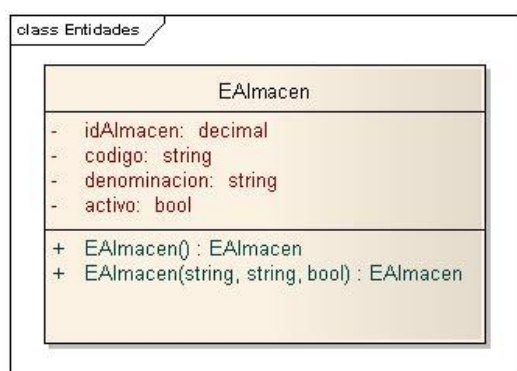 class Entidades
EAlmacen
- idAlmacen: decimal
- codigo: string
- denominacion: string
- activo: bool
+ EAlmacen() : EAlmacen
+ EAlmacen(string, string, bool) : EAlmacen